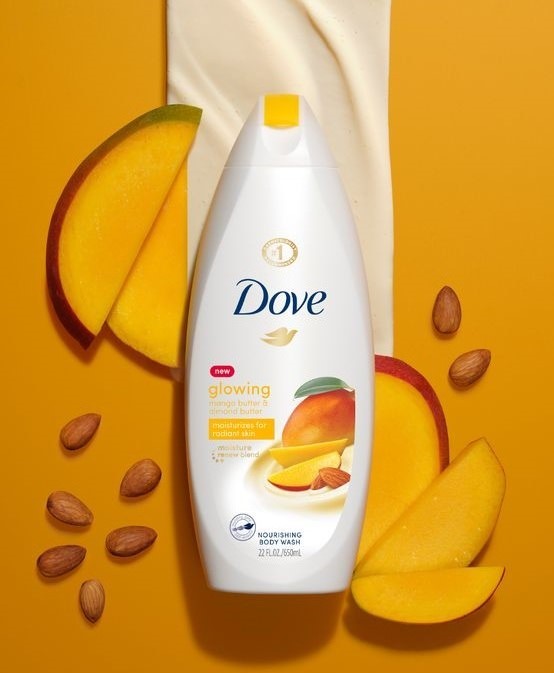 #1
Dove
new
glowing
mango butter &
almond butter
moisturizes for
radiant skin
moisture
renew blend
NOURISHING
BODY WASH
22 FL.OZ./650mL